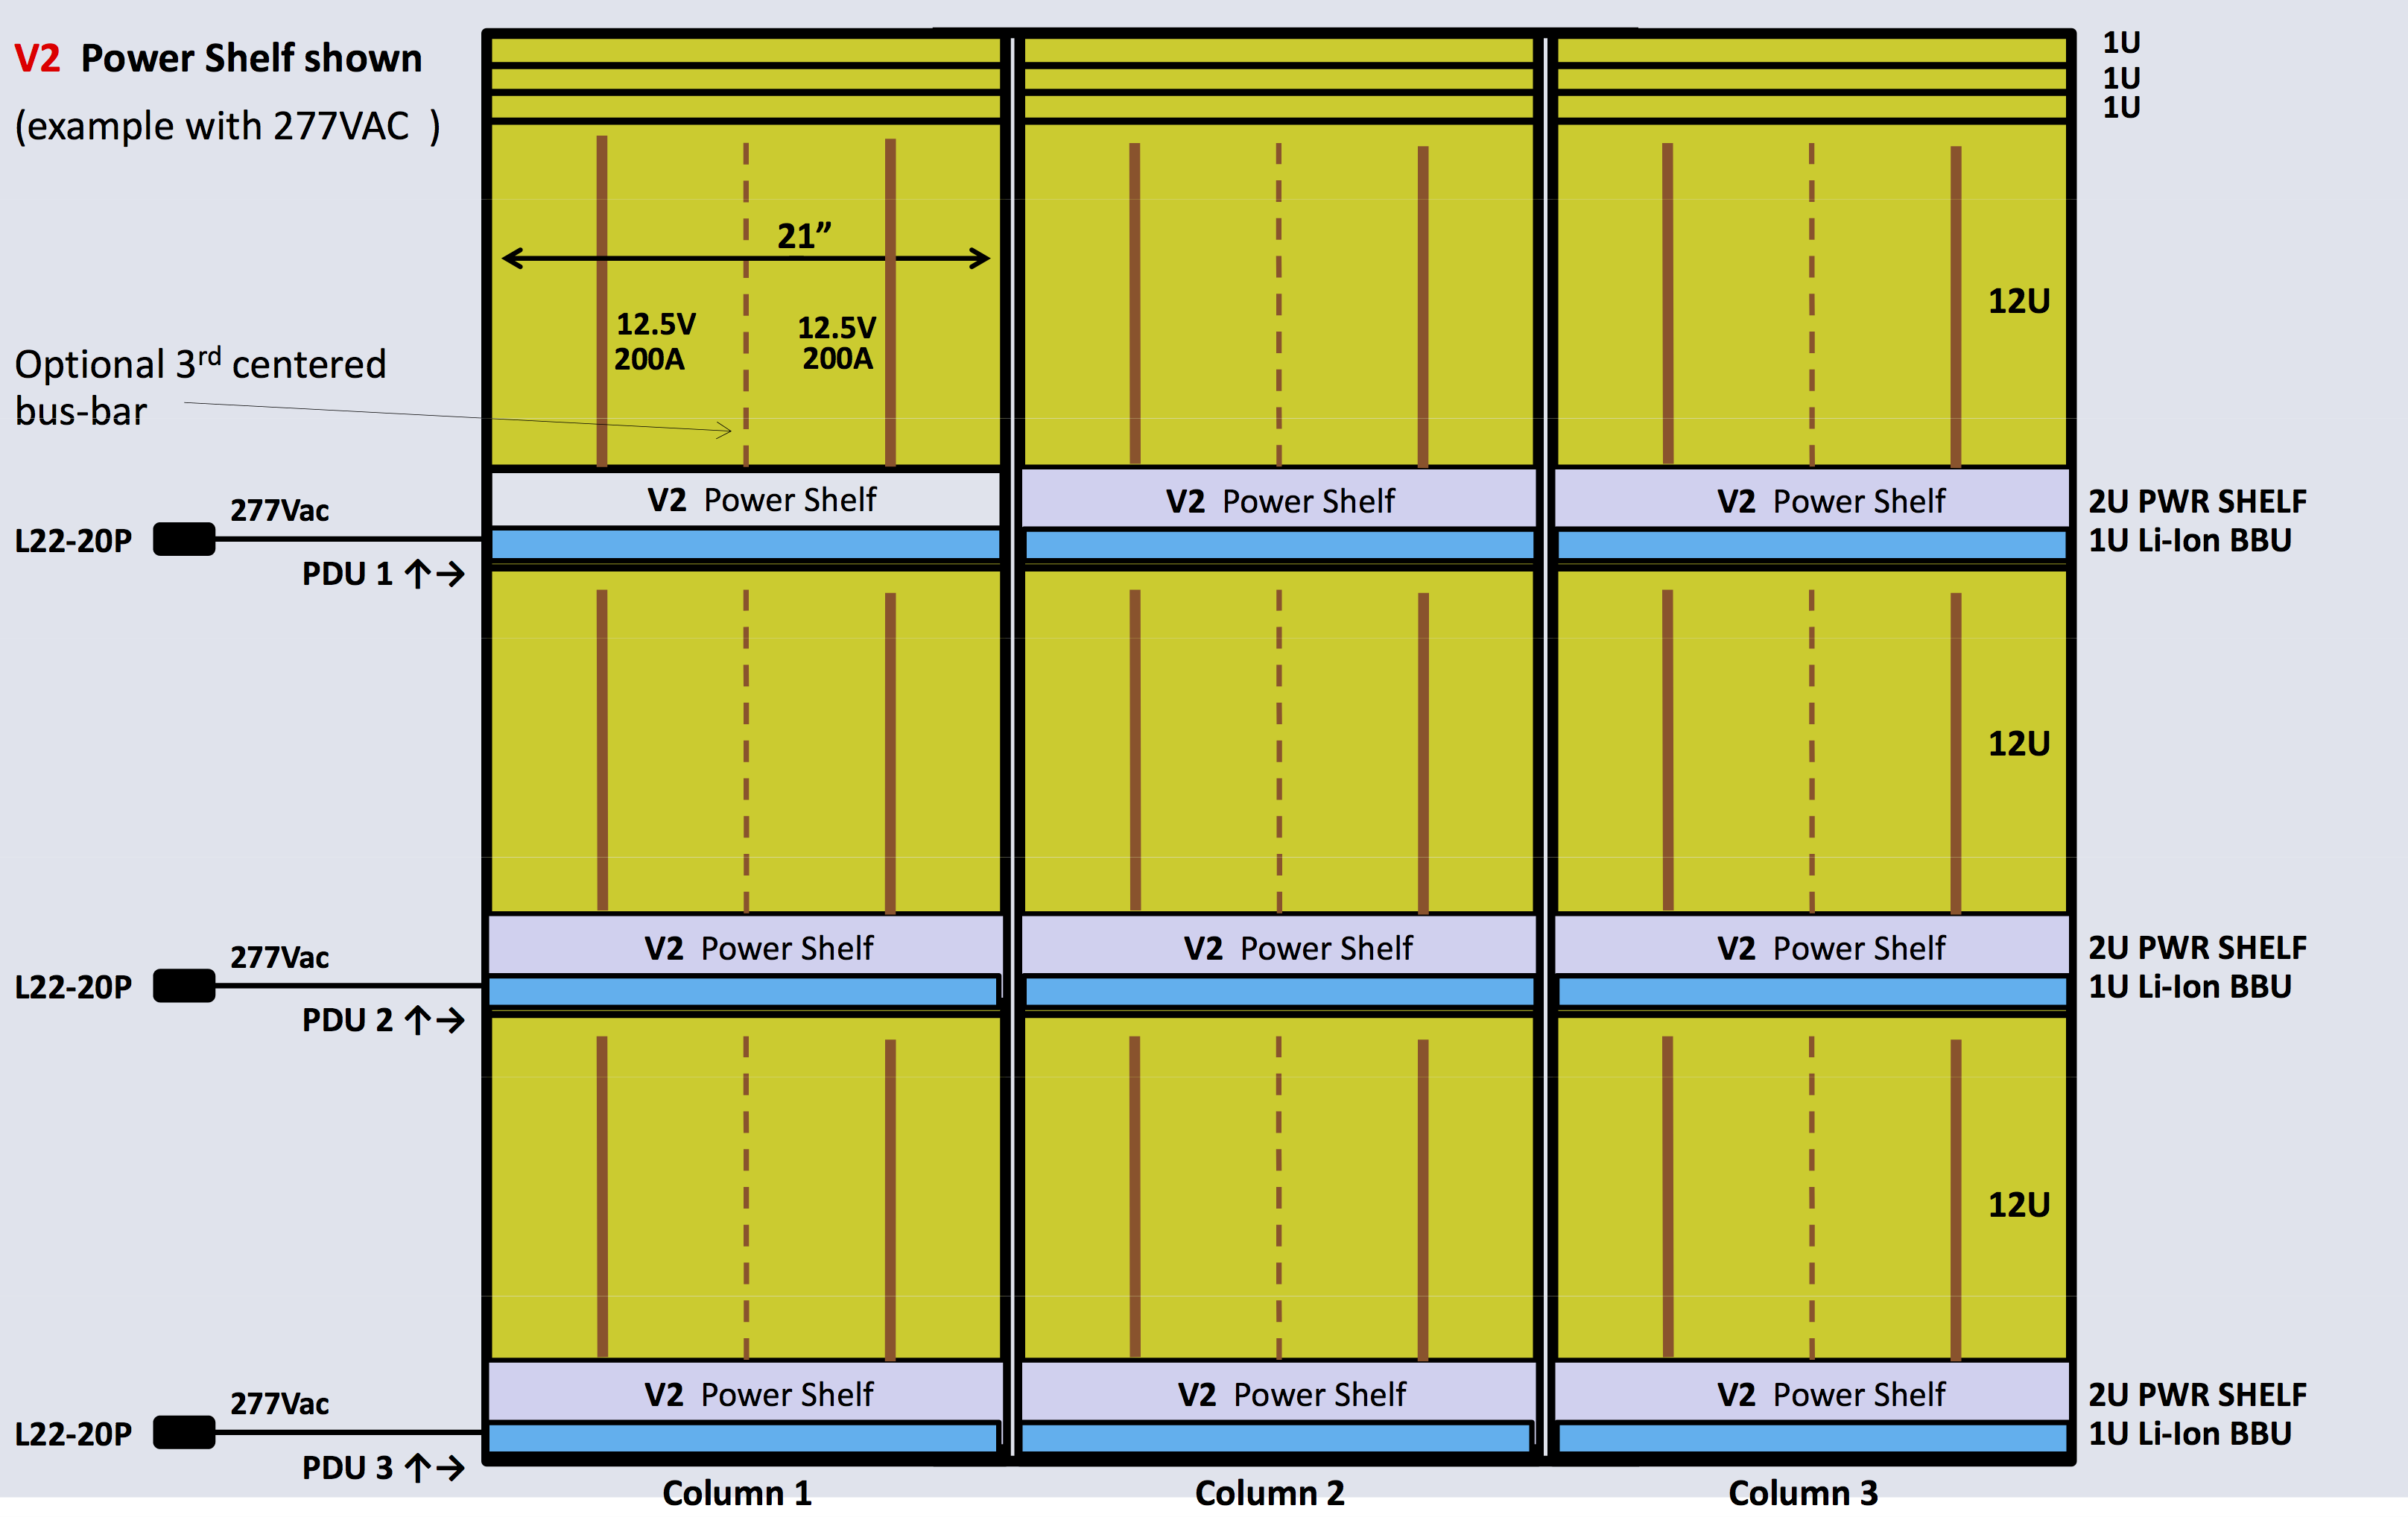 V2 Power Shelf shown
(example with 277VAC )
1U
1U
1U
21”
12.5V
200A
12.5V
200A
12U
Optional 3rd centered
bus-bar
V2 Power Shelf
V2 Power Shelf
V2 Power Shelf
2U PWR SHELF
277Vac
L22-20P
1U Li-Ion BBU
PDU 1 ↑→
12U
V2 Power Shelf
V2 Power Shelf
V2 Power Shelf
2U PWR SHELF
277Vac
L22-20P
1U Li-Ion BBU
PDU 2 ↑→
12U
V2 Power Shelf
V2 Power Shelf
V2 Power Shelf
2U PWR SHELF
277Vac
L22-20P
1U Li-Ion BBU
PDU 3 ↑→
Column 1
Column 2
Column 3